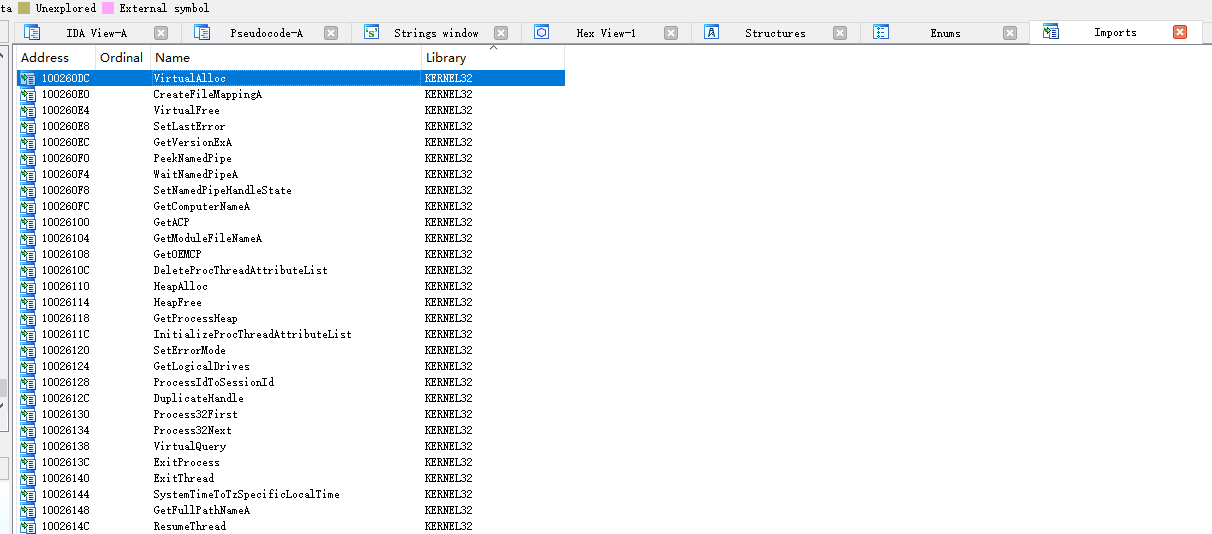 ta Unexplored External symbol
IDA View-A Pseudocode-A 's' Strings window Hex View-1 A Structures Enums Imports
Address Ordinal Name Library
100260DC VirtualAlloc KERNEL32
100260E0 CreateFileMappingA KERNEL32
100260E4 VirtualFree KERNEL32
100260E8 SetLastError KERNEL32
100260EC GetVersionExA KERNEL32
100260F0 PeekNamedPipe KERNEL32
100260F4 WaitNamedPipeA KERNEL32
100260F8 SetNamedPipeHandleState KERNEL32
100260FC GetComputerNameA KERNEL32
10026100 GetACP KERNEL32
10026104 GetModuleFileNameA KERNEL32
10026108 GetOEMCP KERNEL32
1002610C DeleteProcThreadAttributeList KERNEL32
10026110 HeapAlloc KERNEL32
10026114 HeapFree KERNEL32
10026118 GetProcessHeap KERNEL32
1002611C InitializeProcThreadAttributeList KERNEL32
10026120 SetErrorMode KERNEL32
10026124 GetLogicalDrives KERNEL32
10026128 ProcessIdToSessionId KERNEL32
1002612C DuplicateHandle KERNEL32
10026130 Process32First KERNEL32
10026134 Process32Next KERNEL32
10026138 VirtualQuery KERNEL32
1002613C ExitProcess KERNEL32
10026140 ExitThread KERNEL32
10026144 SystemTimeToTzSpecificLocalTime KERNEL32
10026148 GetFullPathNameA KERNEL32
1002614C ResumeThread KERNEL32